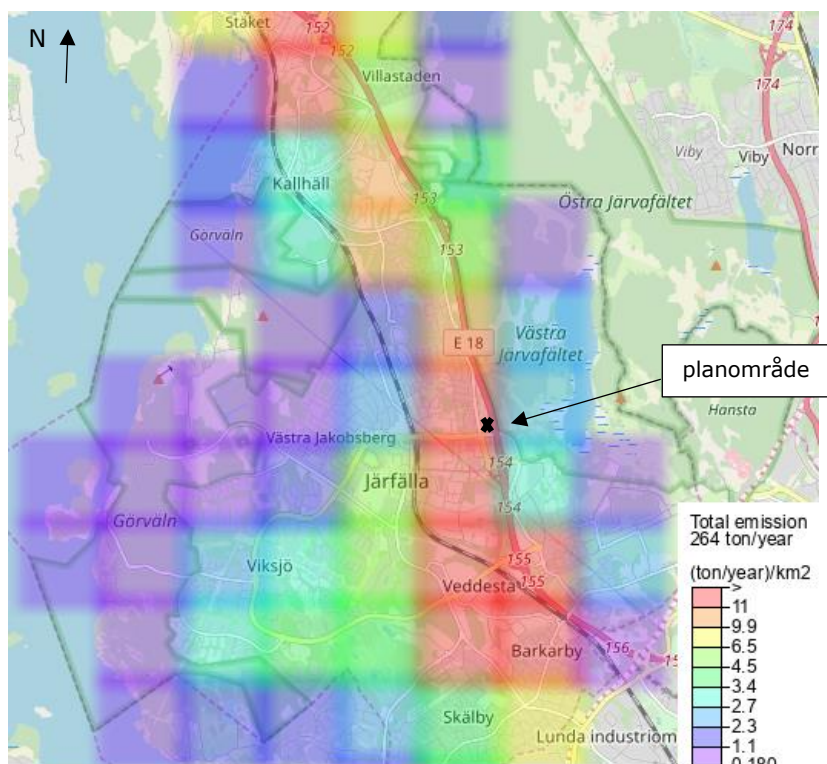 N
Stäket
152
152
174
174
Villastaden
Viby
Viby
Norr
Kallhäll
153
153
Görväln
Östra Järvafältet
E 18
Västra
Järvafältet
planområde
Hansta
Västra Jakobsberg
154
Järfälla
154
Görväln
Viksjö
Veddesta
155
155
Barkarby
156
15
Skälby
Lunda industriom
Total emission
264 ton/year
(ton/year)/km2
>
11
9.9
6.5
4.5
3.4
2.7
2.3
1.1
0.180